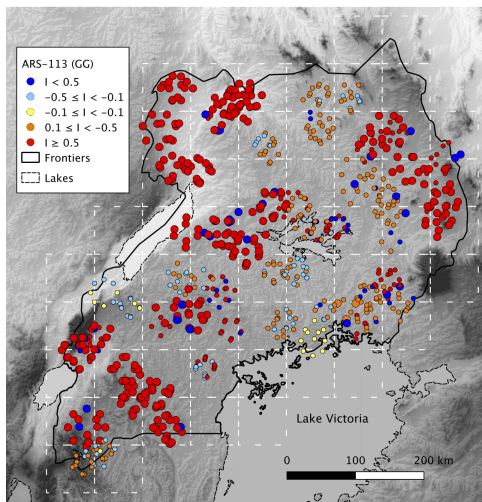 ARS-113 (GG)
I < 0.5
-0.5 ≤ I < -0.1
-0.1 ≤ I < -0.1
0.1 ≤ I < -0.5
I ≥ 0.5
Frontiers
Lakes
Lake Victoria
0 100 200 km